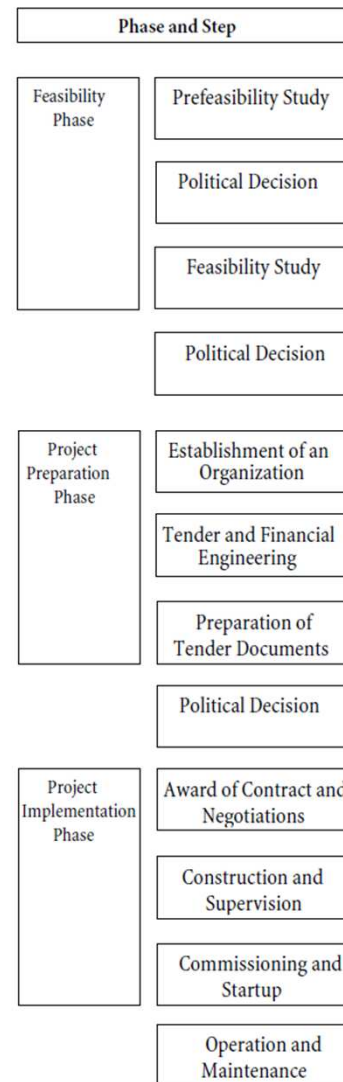 Phase and Step
Feasibility
Phase
Prefeasibility Study
Political Decision
Feasibility Study
Political Decision
Project
Preparation
Phase
Establishment of an
Organization
Tender and Financial
Engineering
Preparation of
Tender Documents
Political Decision
Project
Implementation
Phase
Award of Contract and
Negotiations
Construction and
Supervision
Commissioning and
Startup
Operation and
Maintenance